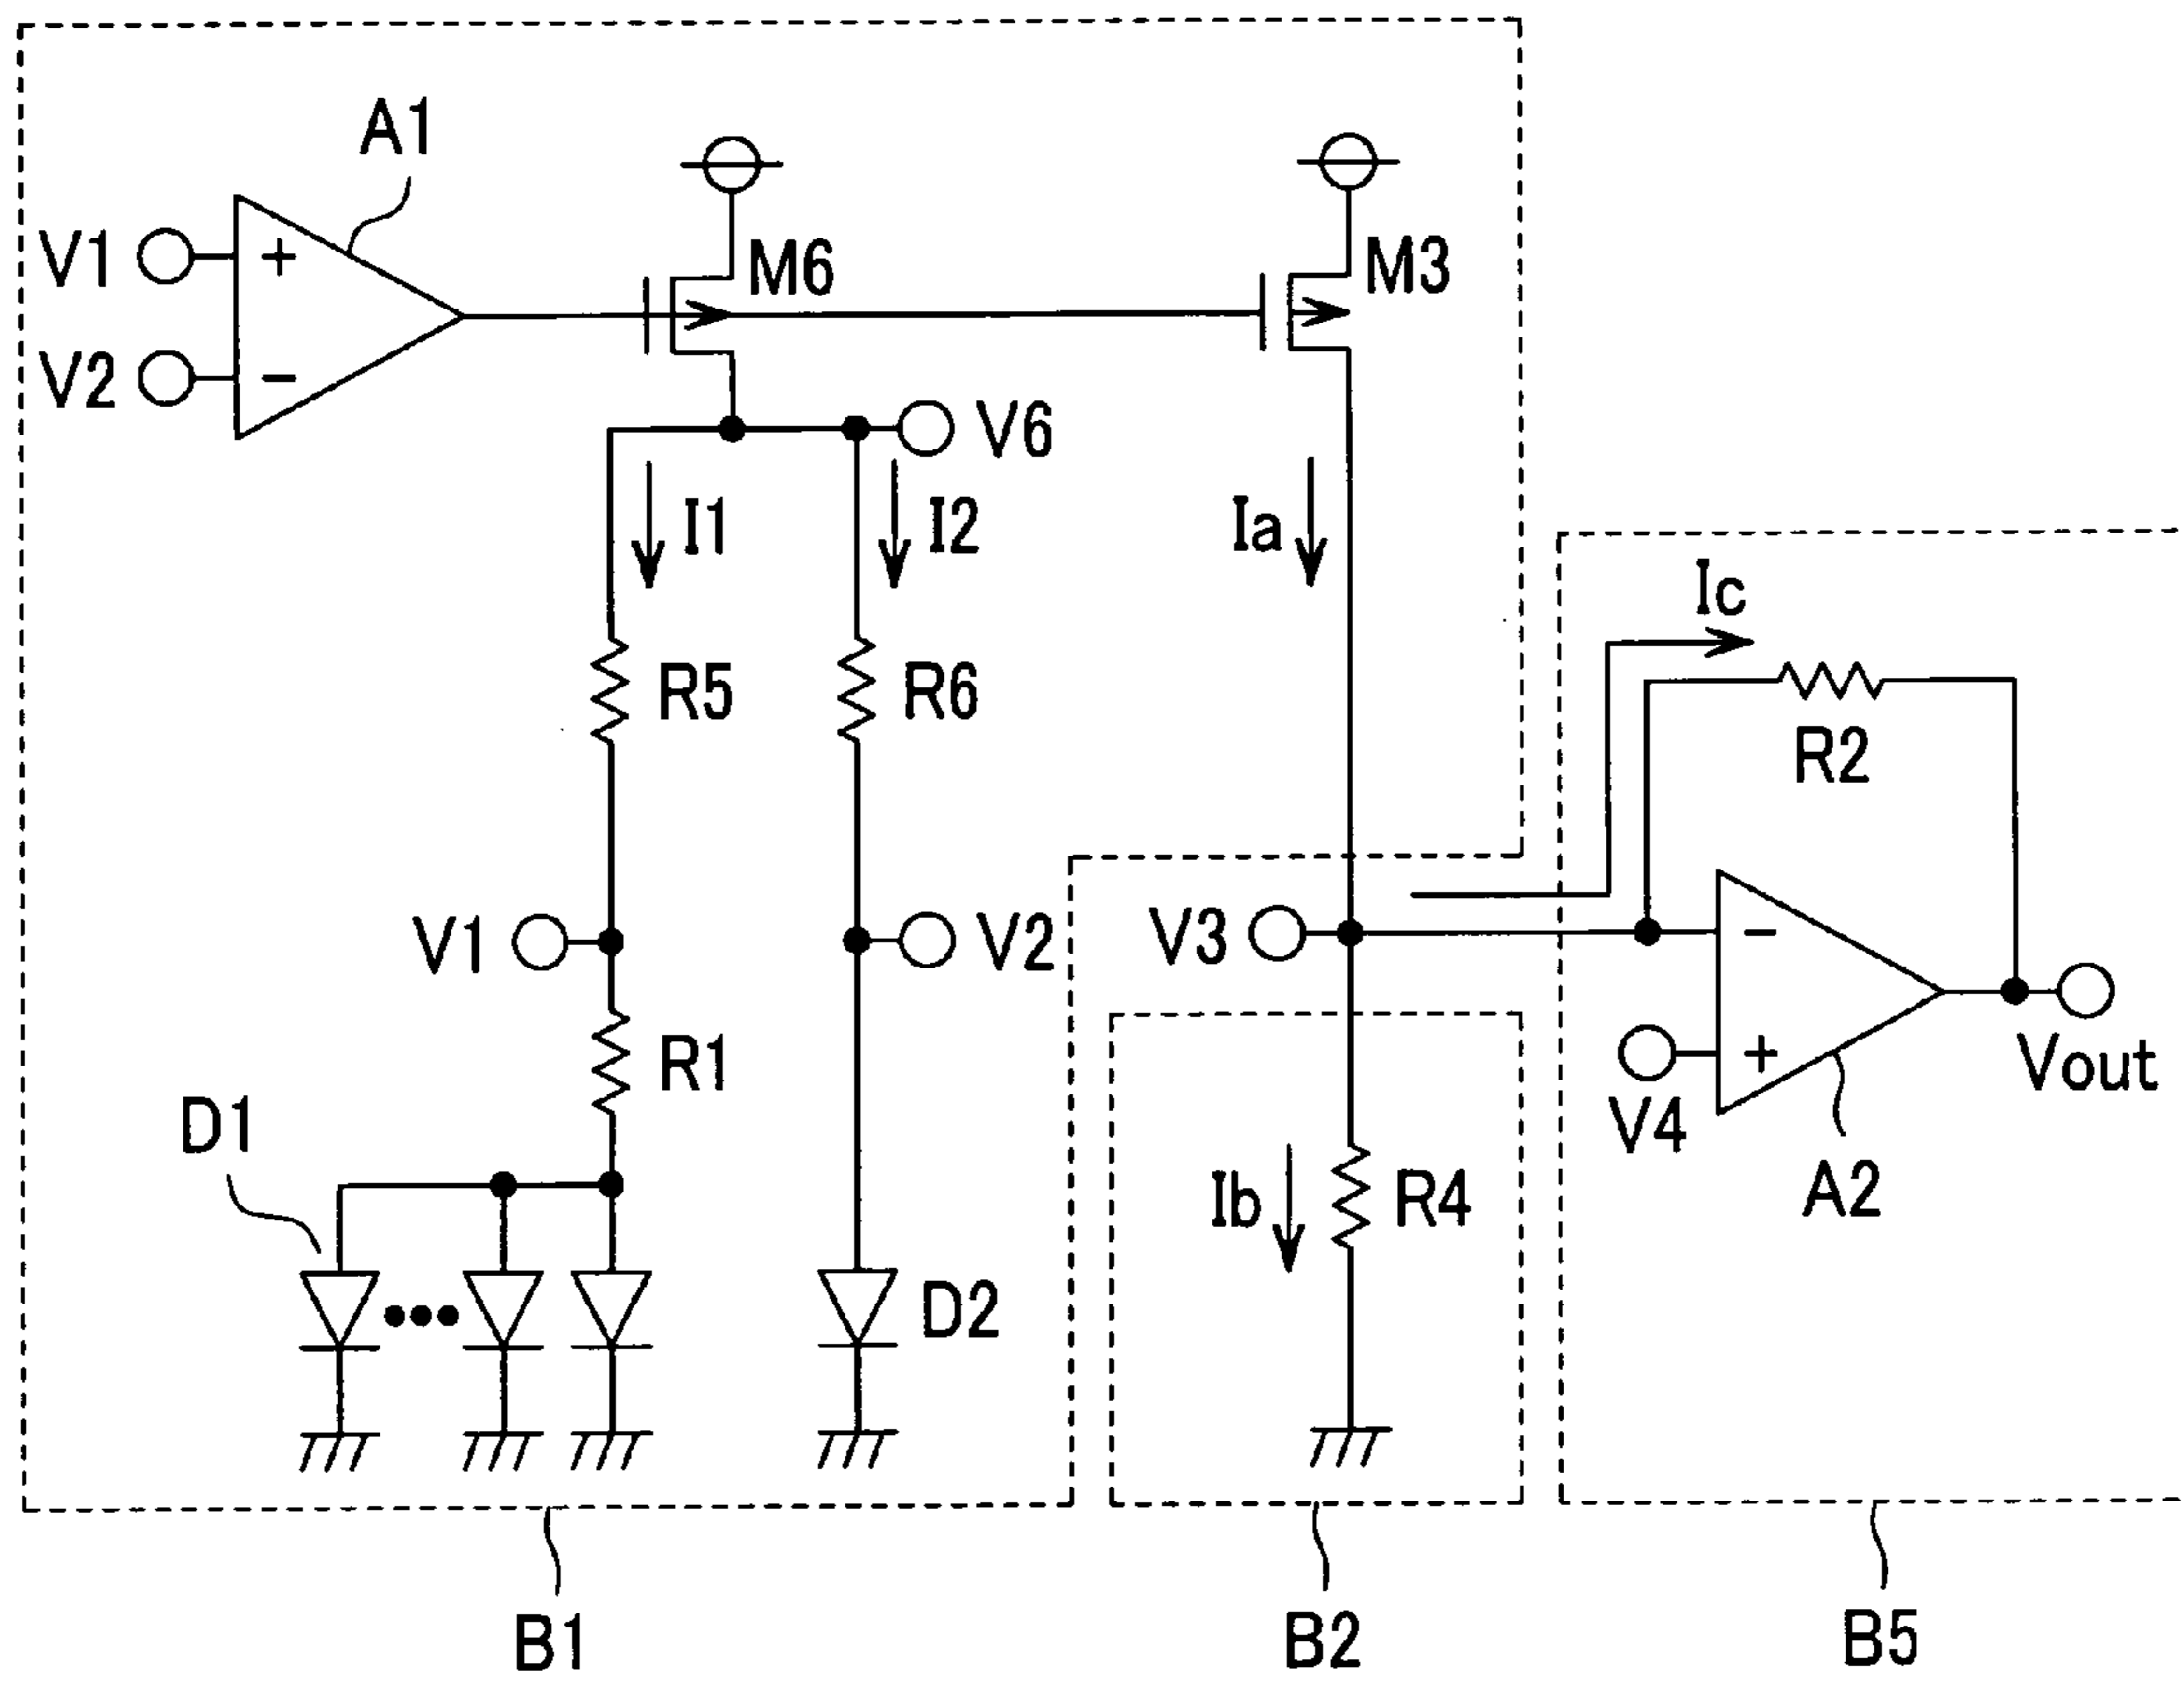 A1
V1
+
M6
M3
V2
−
V6
I1
I2
Ia
Ic
R5
R6
R2
V1
V2
V3
−
R1
V4
+
Vout
D1
Ib
R4
A2
D2
B1
B2
B5